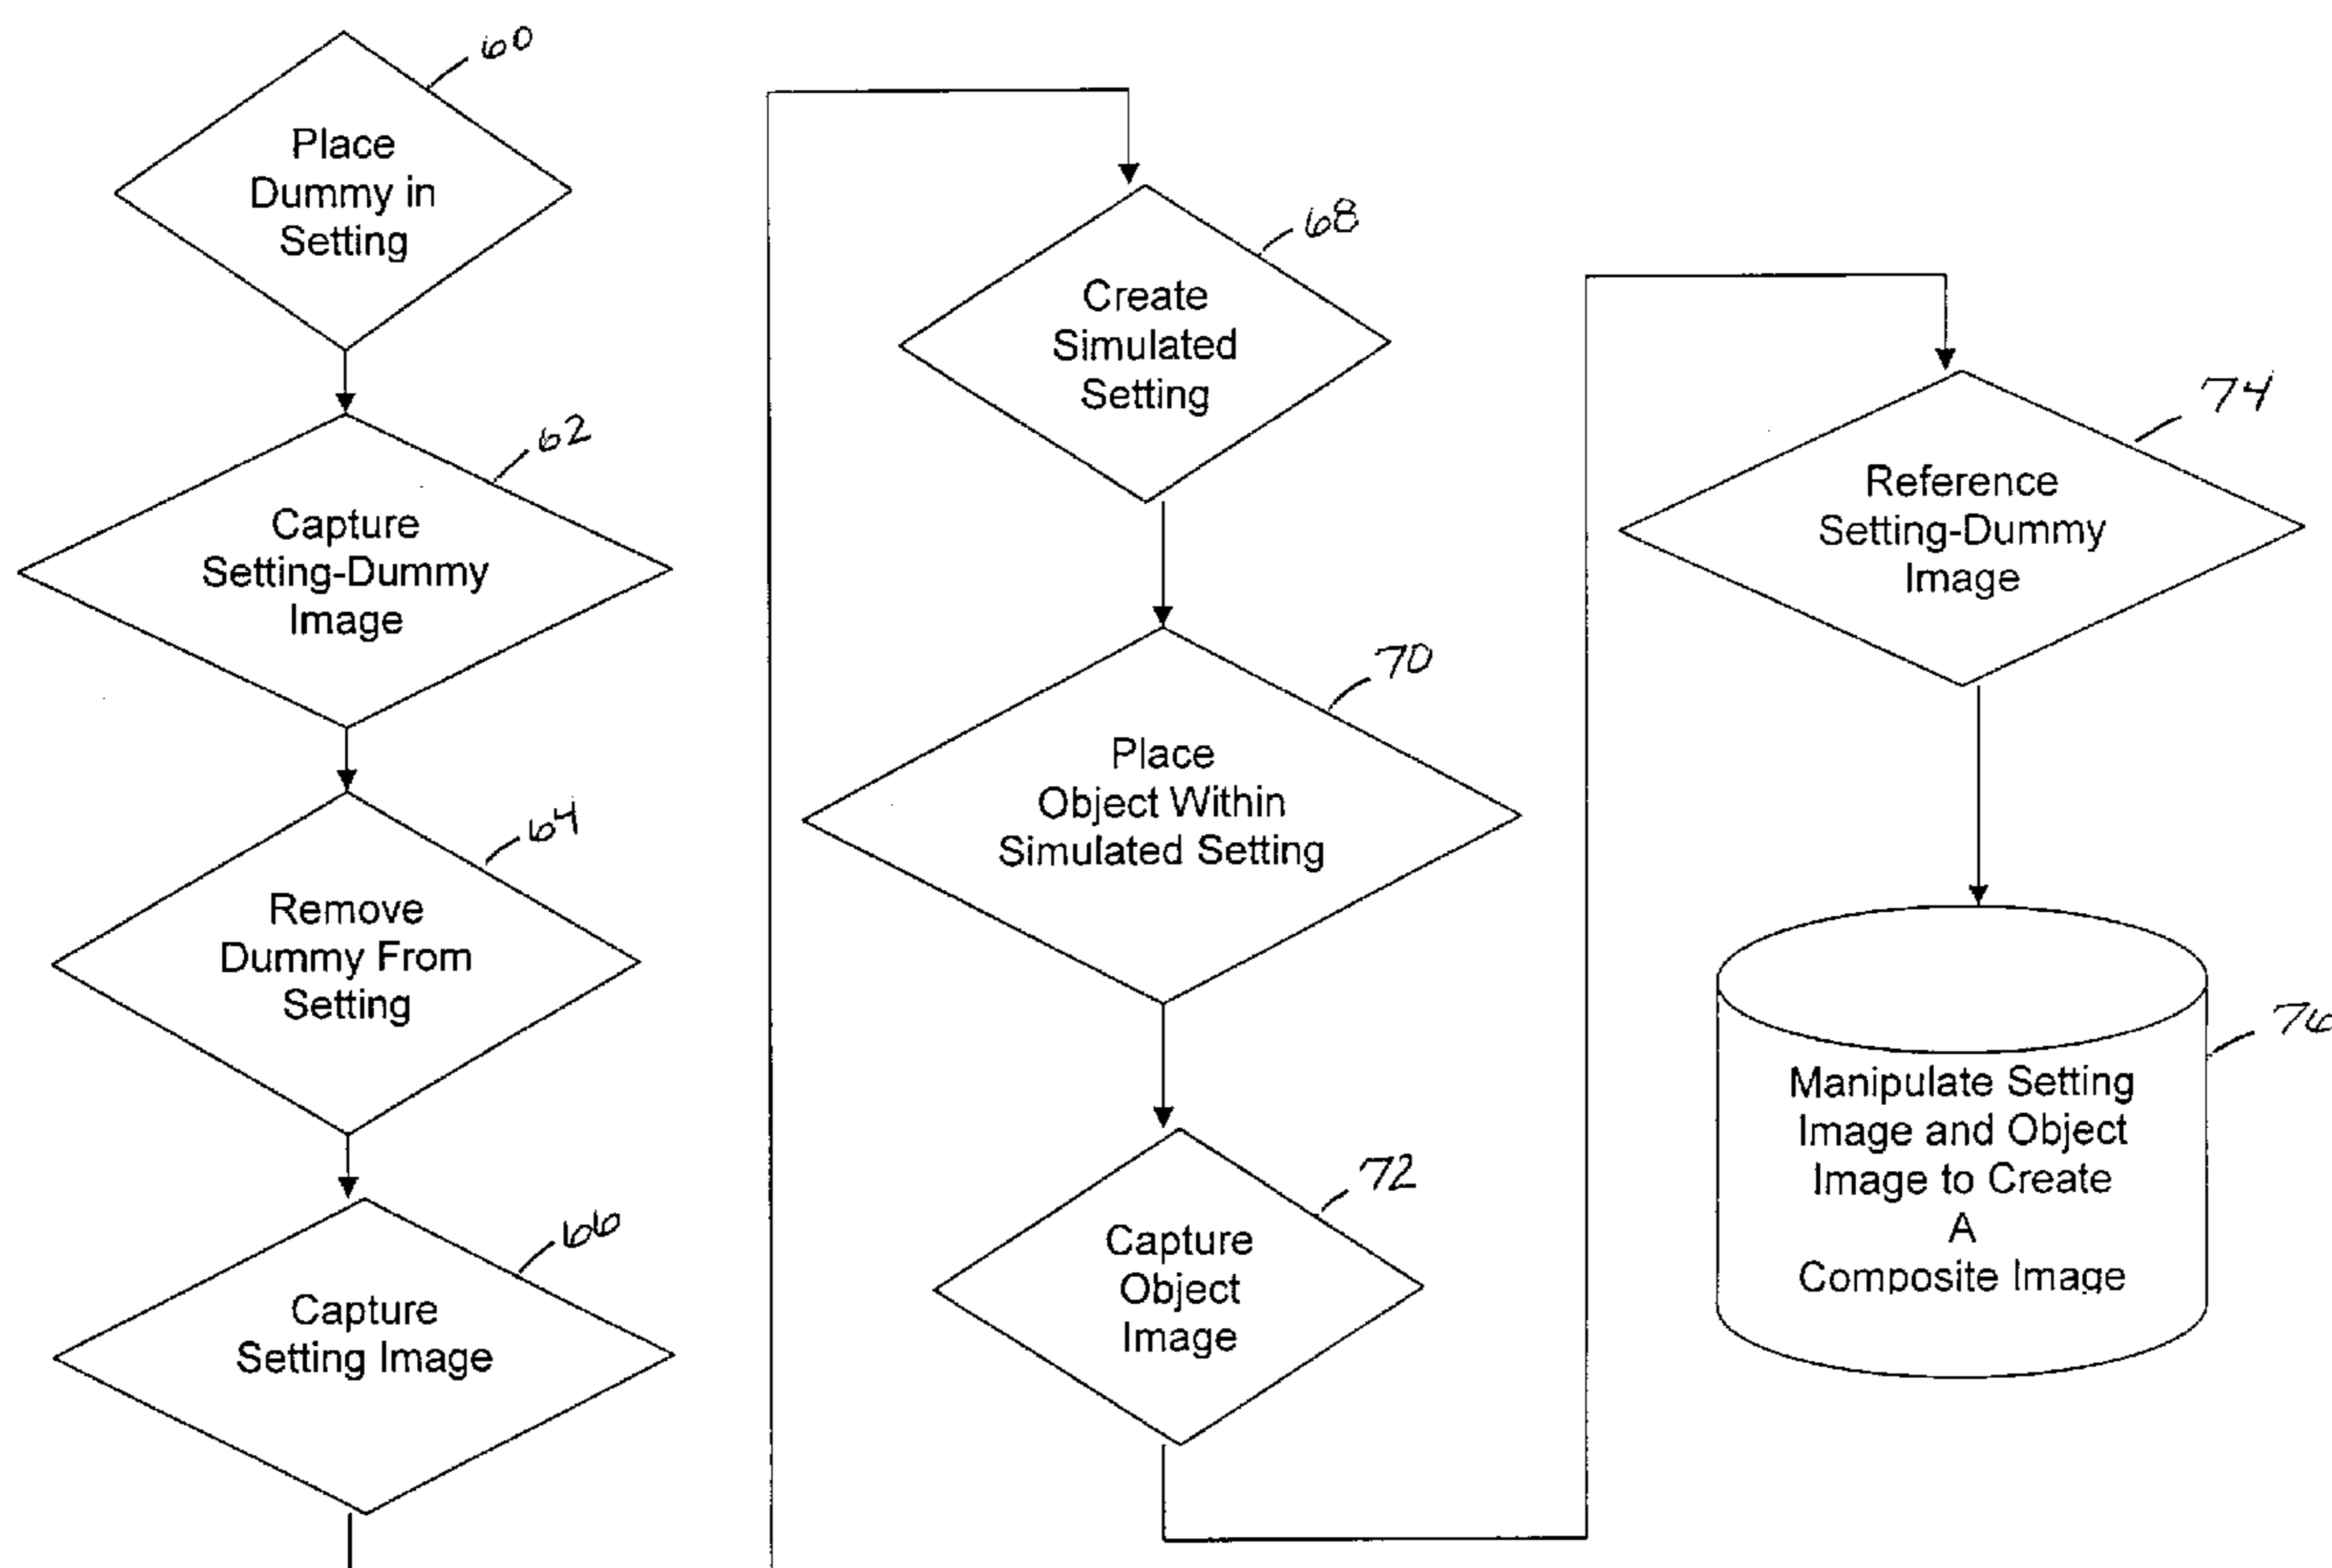 60
Place
Dummy in
Setting
62
Capture
Setting-Dummy
Image
64
Remove
Dummy From
Setting
66
Capture
Setting Image
68
Create
Simulated
Setting
70
Place
Object Within
Simulated Setting
72
Capture
Object
Image
74
Reference
Setting-Dummy
Image
76
Manipulate Setting
Image and Object
Image to Create
A
Composite Image